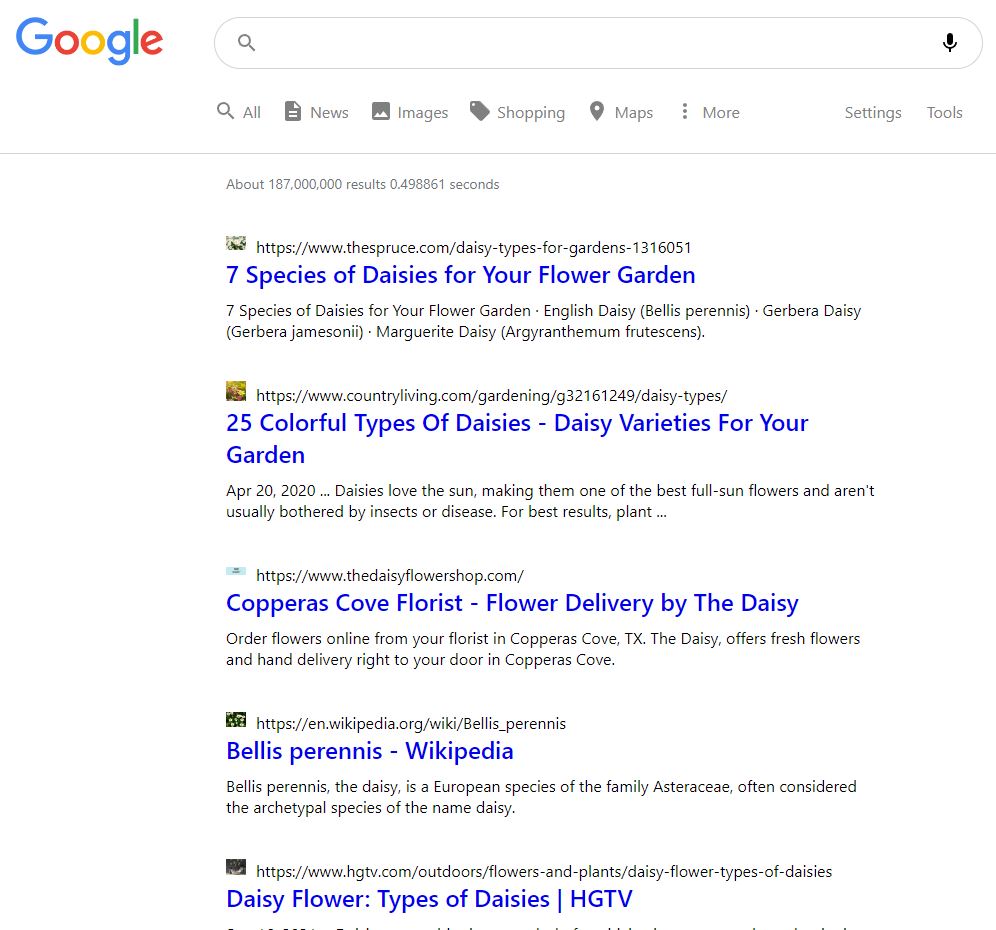 Google
All News Images Shopping Maps More Settings Tools
About 187,000,000 results 0.498861 seconds
https://www.thespruce.com/daisy-types-for-gardens-1316051
7 Species of Daisies for Your Flower Garden
7 Species of Daisies for Your Flower Garden · English Daisy (Bellis perennis) · Gerbera Daisy
(Gerbera jamesonii) · Marguerite Daisy (Argyranthemum frutescens).
https://www.countryliving.com/gardening/g32161249/daisy-types/
25 Colorful Types Of Daisies - Daisy Varieties For Your
Garden
Apr 20, 2020 ... Daisies love the sun, making them one of the best full-sun flowers and aren't
usually bothered by insects or disease. For best results, plant ...
https://www.thedaisyflowershop.com/
Copperas Cove Florist - Flower Delivery by The Daisy
Order flowers online from your florist in Copperas Cove, TX. The Daisy, offers fresh flowers
and hand delivery right to your door in Copperas Cove.
https://en.wikipedia.org/wiki/Bellis_perennis
Bellis perennis - Wikipedia
Bellis perennis, the daisy, is a European species of the family Asteraceae, often considered
the archetypal species of the name daisy.
https://www.hgtv.com/outdoors/flowers-and-plants/daisy-flower-types-of-daisies
Daisy Flower: Types of Daisies | HGTV